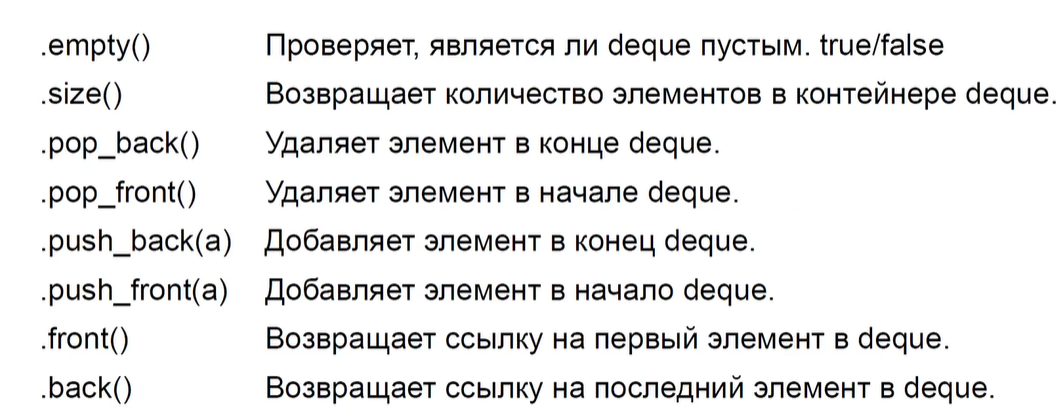 .empty() Проверяет, является ли deque пустым. true/false
.size() Возвращает количество элементов в контейнере deque.
.pop_back() Удаляет элемент в конце deque.
.pop_front() Удаляет элемент в начале deque.
.push_back(a) Добавляет элемент в конец deque.
.push_front(a) Добавляет элемент в начало deque.
.front() Возвращает ссылку на первый элемент в deque.
.back() Возвращает ссылку на последний элемент в deque.